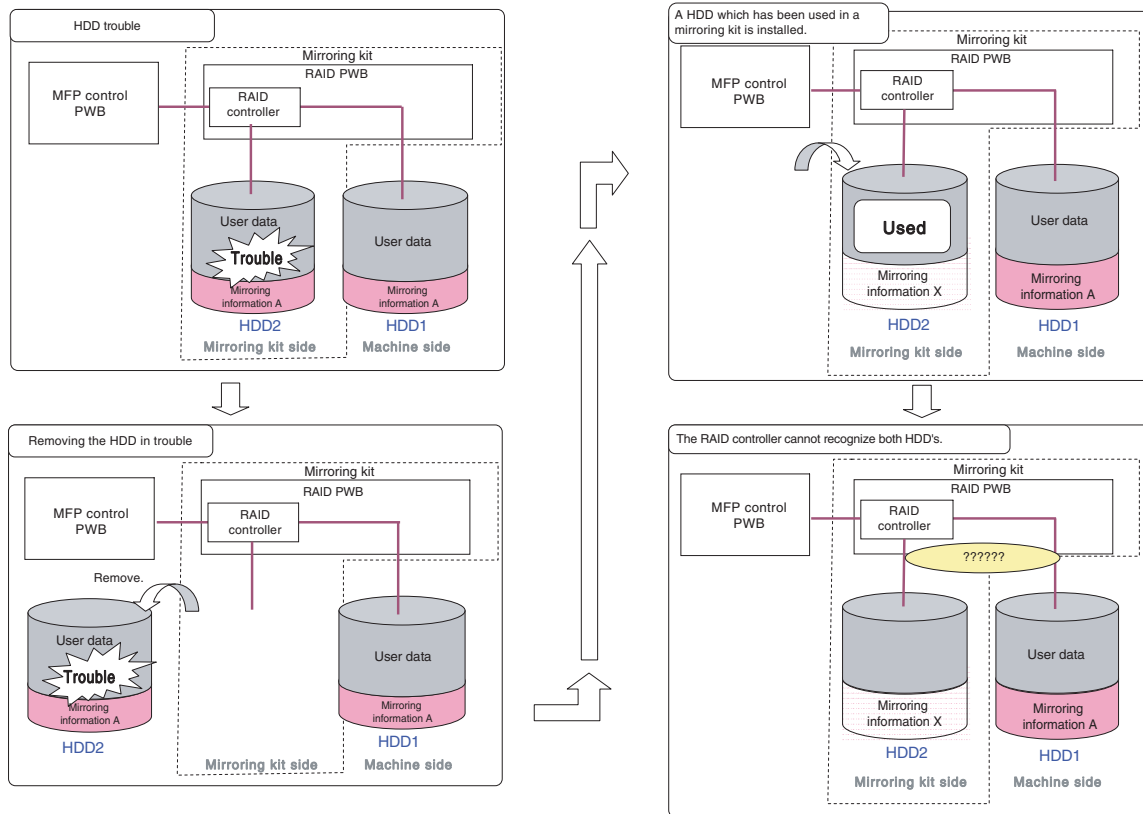 HDD trouble
Mirroring kit
RAID PWB
MFP control
PWB
RAID
controller
User data
Trouble
Mirroring
information A
HDD2
Mirroring kit side
User data
Mirroring
information A
HDD1
Machine side
Removing the HDD in trouble
Mirroring kit
RAID PWB
MFP control
PWB
RAID
controller
Remove.
User data
Trouble
Mirroring
information A
HDD2
Mirroring kit side
User data
Mirroring
information A
HDD1
Machine side
A HDD which has been used in a
mirroring kit is installed.
Mirroring kit
RAID PWB
MFP control
PWB
RAID
controller
Used
Mirroring
information X
HDD2
Mirroring kit side
User data
Mirroring
information A
HDD1
Machine side
The RAID controller cannot recognize both HDD's.
Mirroring kit
RAID PWB
MFP control
PWB
RAID
controller
??????
Mirroring
information X
HDD2
Mirroring kit side
User data
Mirroring
information A
HDD1
Machine side